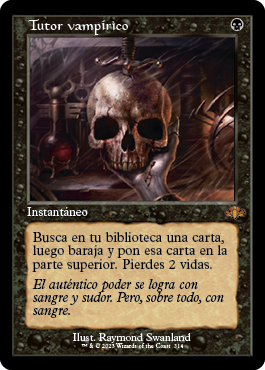 Tutor vampírico
Instantáneo
Busca en tu biblioteca una carta,
luego baraja y pon esa carta en la
parte superior. Pierdes 2 vidas.
El auténtico poder se logra con
sangre y sudor. Pero, sobre todo, con
sangre.
Ilust. Raymond Swanland
™ & © 2023 Wizards of the Coast 314